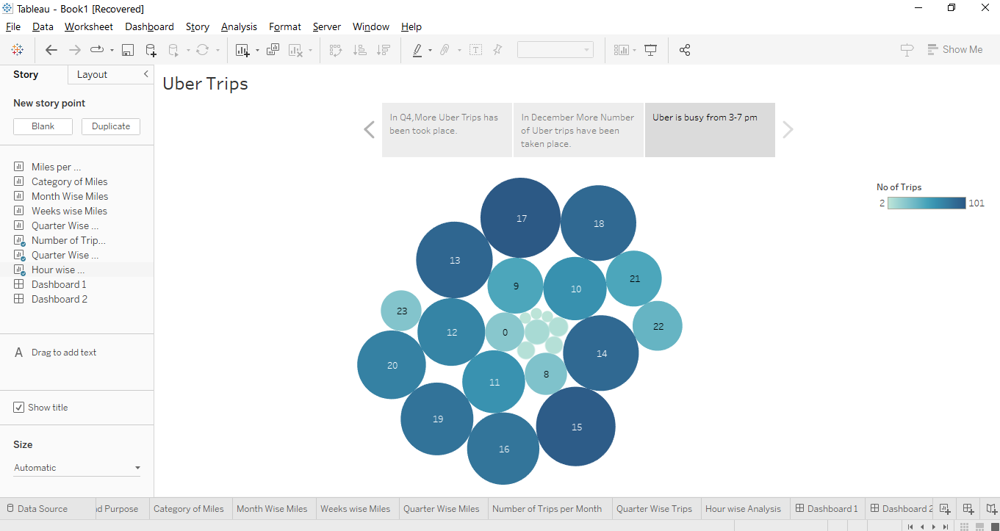 Tableau - Book1 [Recovered]
File Data Worksheet Dashboard Story Analysis Format Server Window Help
Show Me
Story Layout
New story point
Blank Duplicate
Miles per ...
Category of Miles
Month Wise Miles
Weeks wise Miles
Quarter Wise ...
Number of Trip...
Quarter Wise ...
Hour wise ...
Dashboard 1
Dashboard 2
A Drag to add text
Show title
Size
Automatic
Uber Trips
In Q4,More Uber Trips has
been took place.
In December More Number
of Uber trips have been
taken place.
Uber is busy from 3-7 pm
No of Trips
2 101
17
18
13
9
10
21
23
12
0
22
14
20
11
8
19
15
16
Data Source d Purpose Category of Miles Month Wise Miles Weeks wise Miles Quarter Wise Miles Number of Trips per Month Quarter Wise Trips Hour wise Analysis Dashboard 1 Dashboard 2